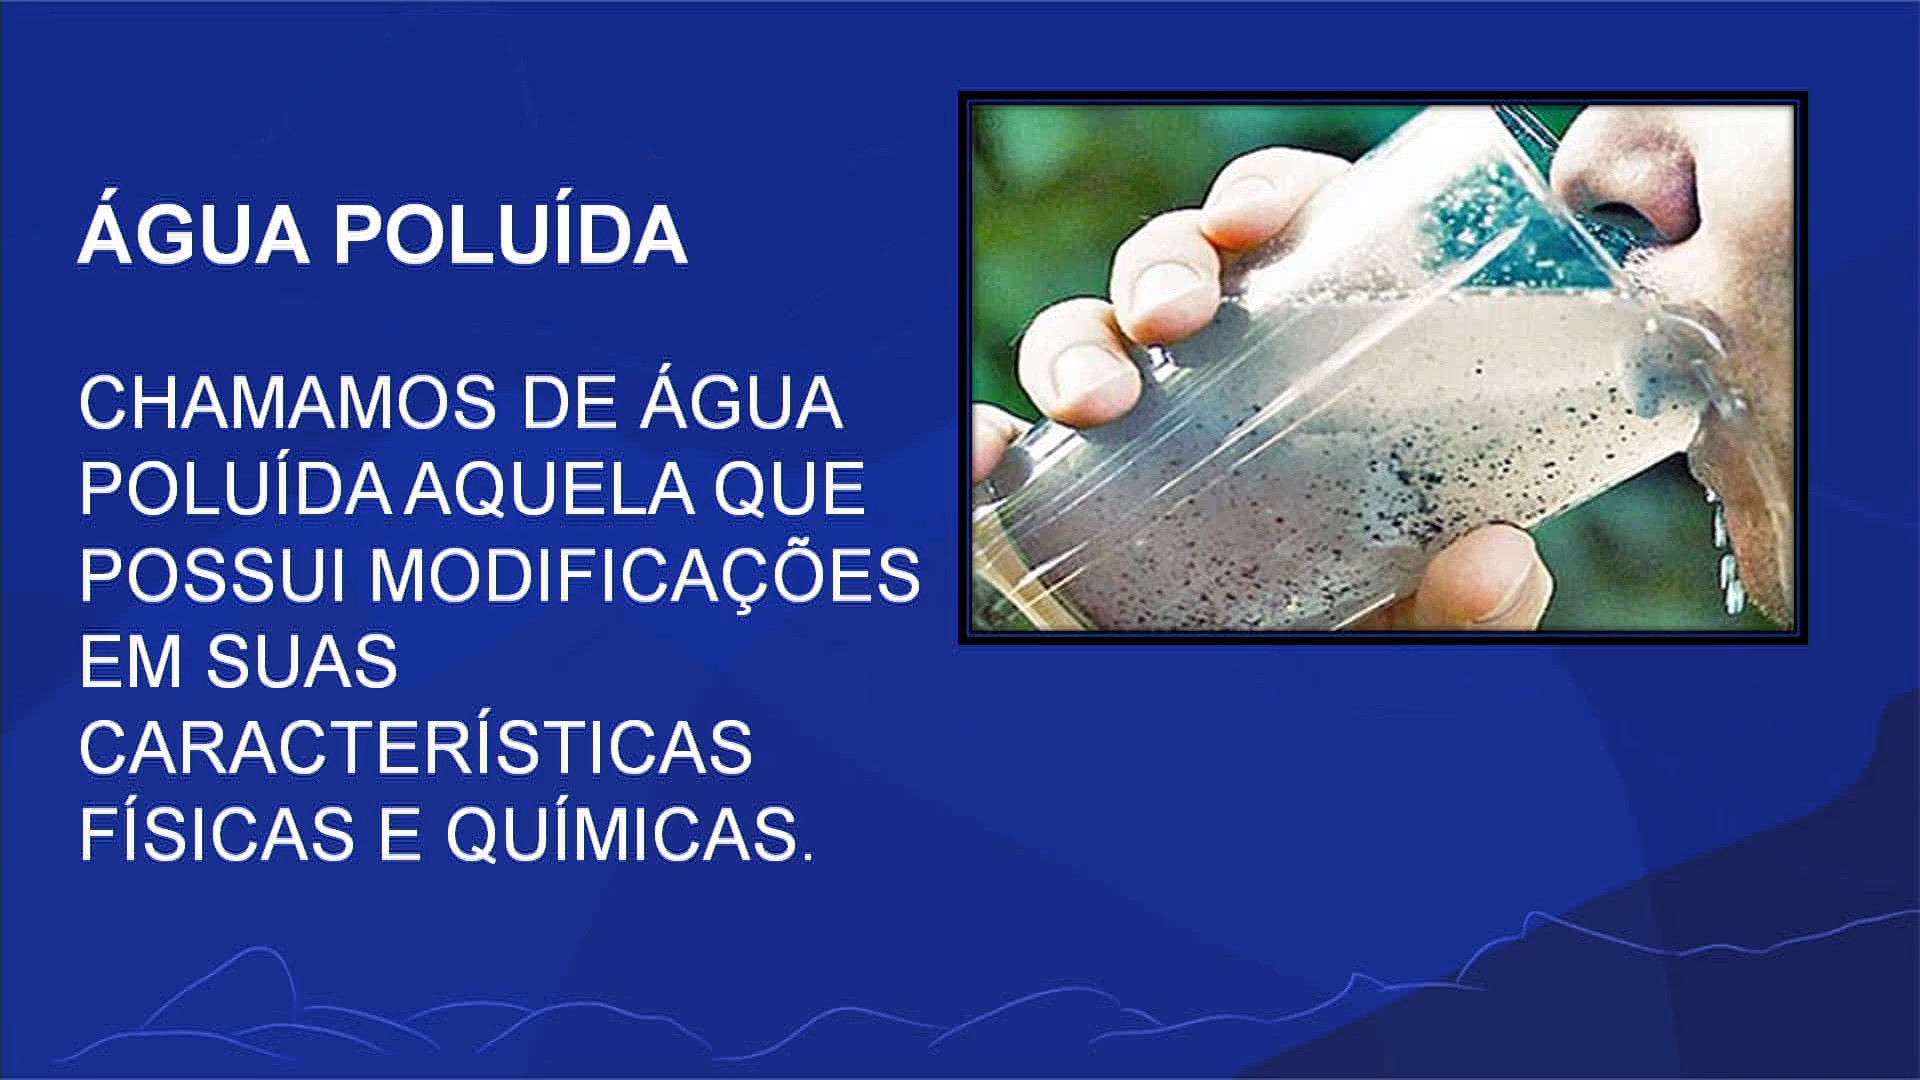 ÁGUA POLUÍDA
CHAMAMOS DE ÁGUA
POLUÍDA AQUELA QUE
POSSUI MODIFICAÇÕES
EM SUAS
CARACTERÍSTICAS
FÍSICAS E QUÍMICAS.